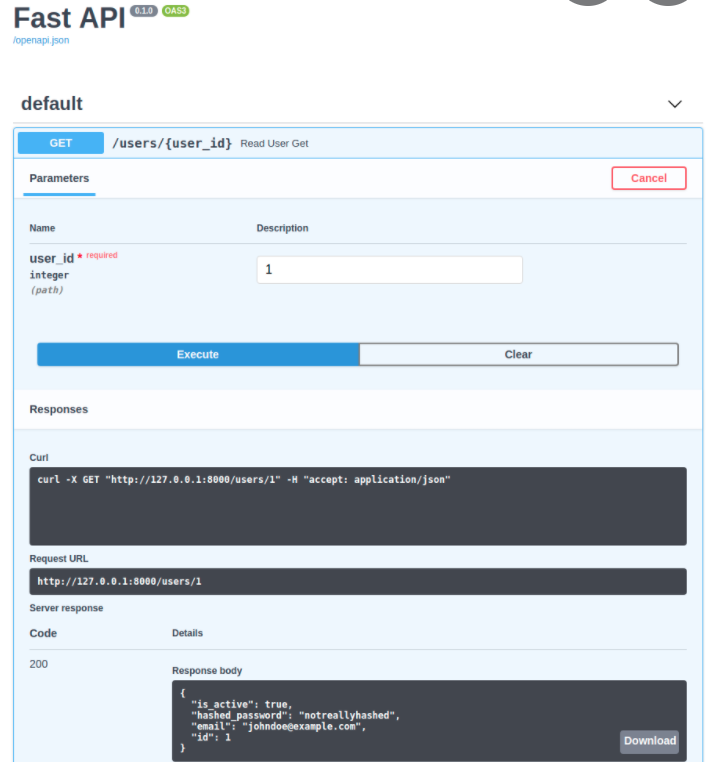 Fast API 0.1.0 OAS3
/openapi.json
default
GET /users/{user_id} Read User Get
Parameters Cancel
Name Description
user_id * required 1
integer
(path)
Execute Clear
Responses
Curl
curl -X GET "http://127.0.0.1:8000/users/1" -H "accept: application/json"
Request URL
http://127.0.0.1:8000/users/1
Server response
Code Details
200
Response body
{
  "is_active": true,
  "hashed_password": "notreallyhashed",
  "email": "johndoe@example.com",
  "id": 1
}
Download